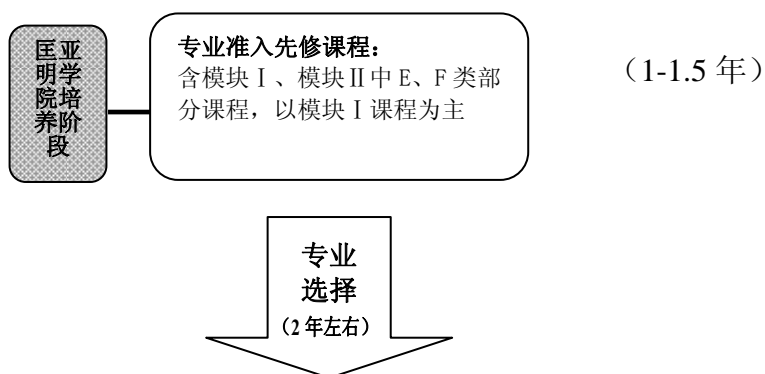 匡亚
明学
院培
养阶
段
专业准入先修课程：
含模块Ⅰ、模块Ⅱ中 E、F 类部
分课程，以模块Ⅰ课程为主
（1-1.5 年）
专业
选择
（2 年左右）